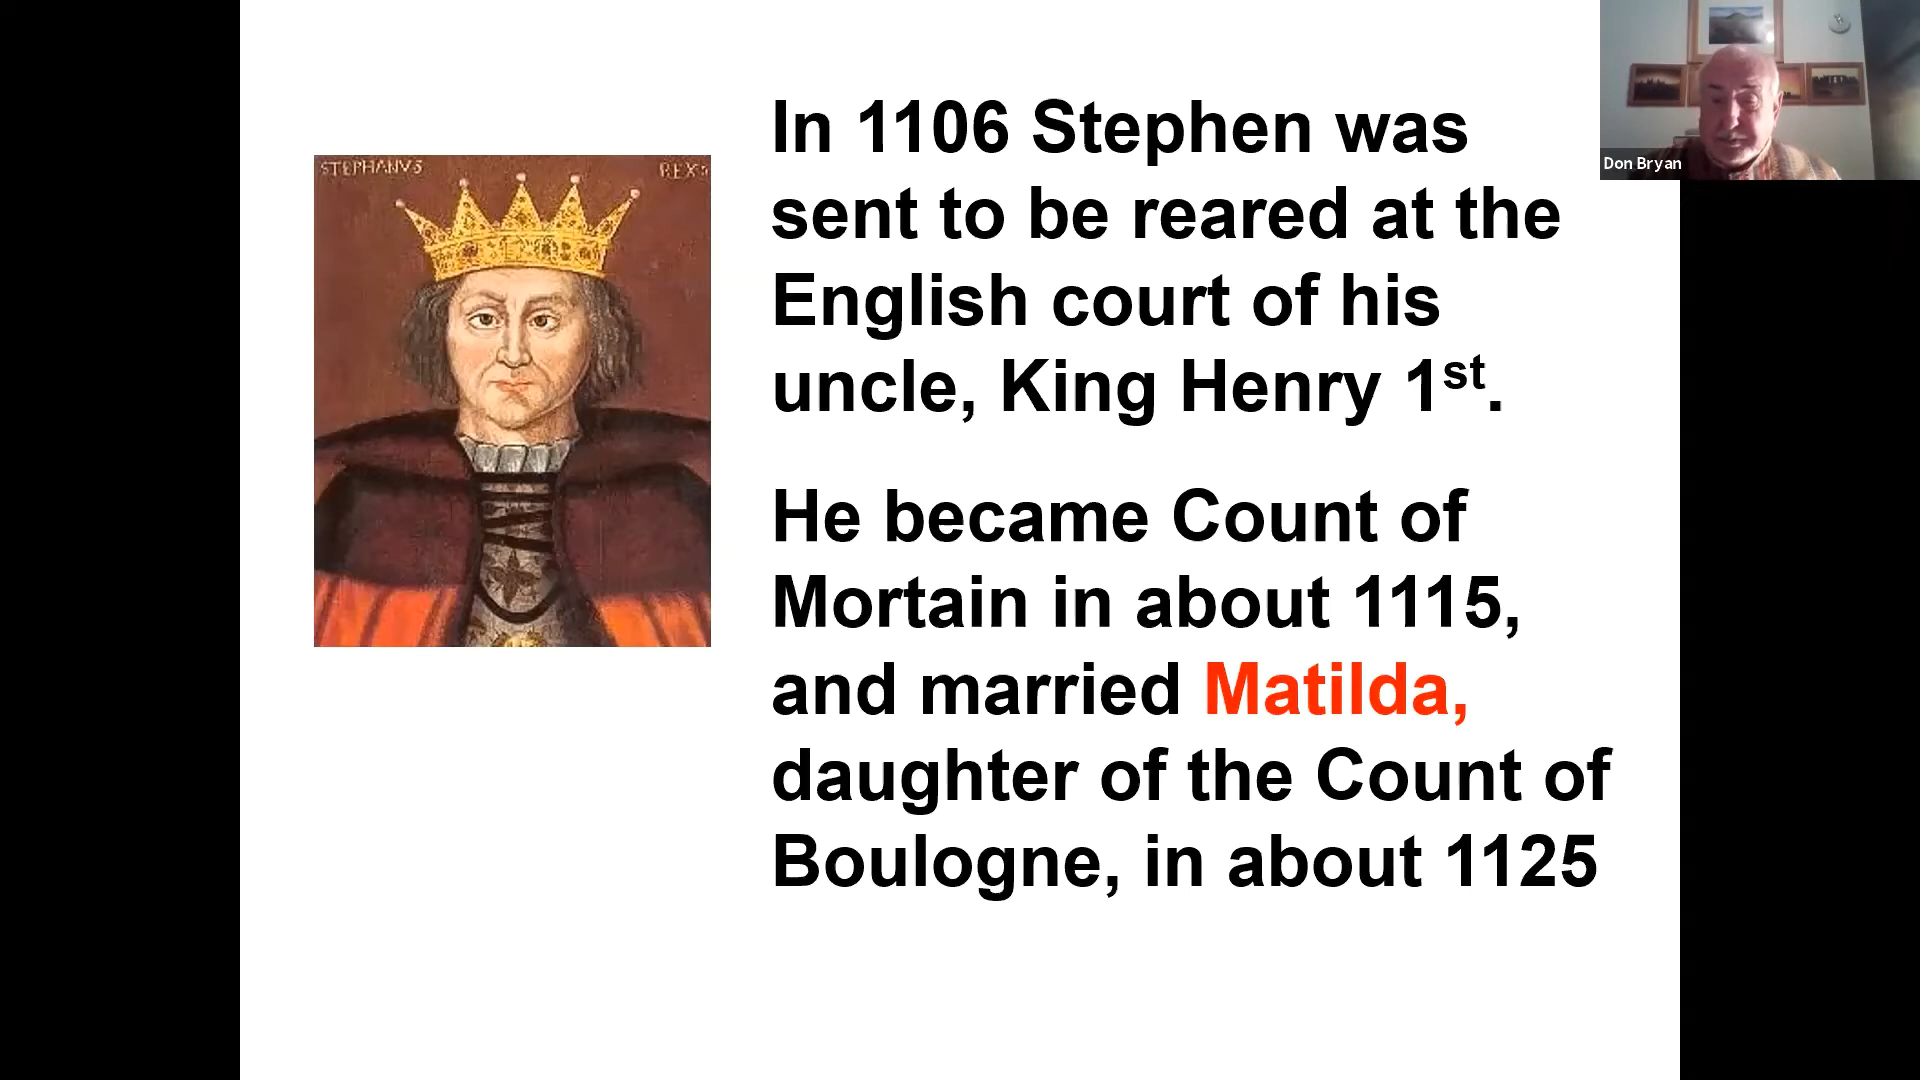 STEPHANVS REX
In 1106 Stephen was
sent to be reared at the
English court of his
uncle, King Henry 1st.
He became Count of
Mortain in about 1115,
and married Matilda,
daughter of the Count of
Boulogne, in about 1125
Don Bryan